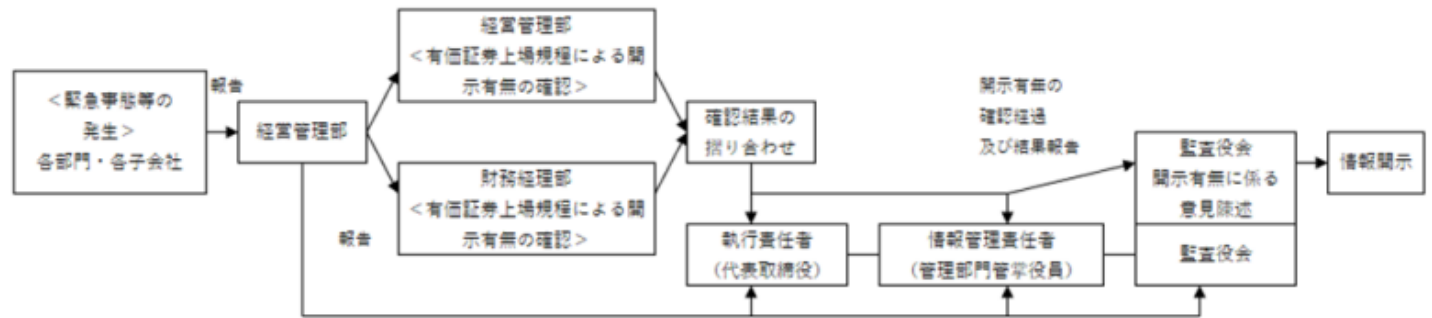 <緊急事態等の
発生>
各部門・各子会社
報告
経営管理部
経営管理部
<有価証券上場規程による開
示有無の確認>
財務経理部
<有価証券上場規程による開
示有無の確認>
報告
確認結果の
摺り合わせ
開示有無の
確認経過
及び結果報告
執行責任者
(代表取締役)
情報管理責任者
(管理部門管掌役員)
監査役会
開示有無に係る
意見陳述
監査役会
情報開示